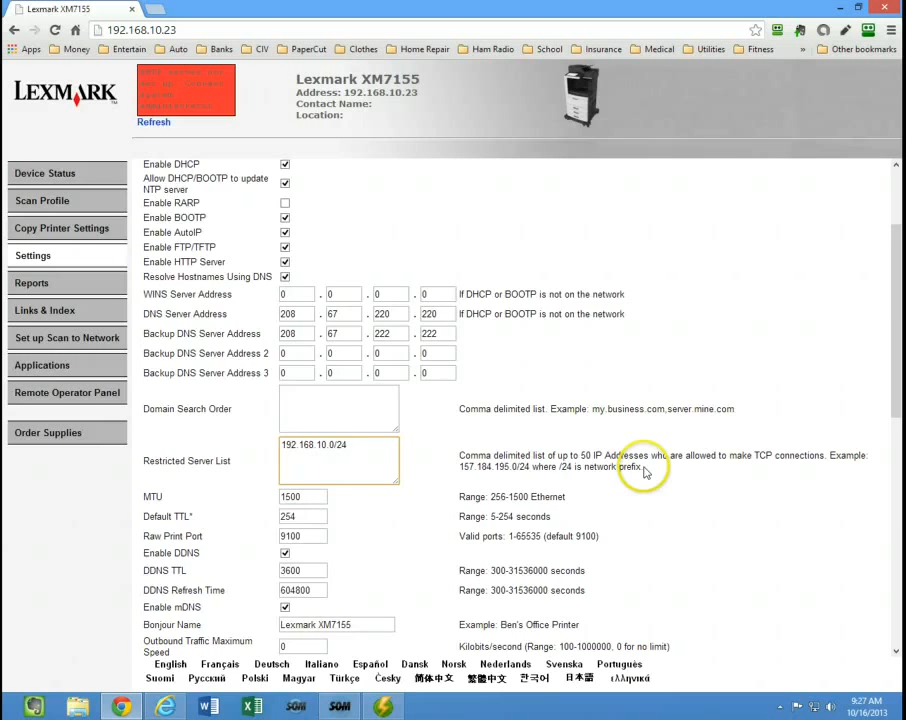 Lexmark XM7155
192.168.10.23
Apps Money Entertain Auto Banks CIV PaperCut Clothes Home Repair Ham Radio School Insurance Medical Utilities Fitness » Other bookmarks
LEXMARK
Refresh
Lexmark XM7155
Address: 192.168.10.23
Contact Name:
Location:
Device Status
Scan Profile
Copy Printer Settings
Settings
Reports
Links & Index
Set up Scan to Network
Applications
Remote Operator Panel
Order Supplies
Enable DHCP
Allow DHCP/BOOTP to update
NTP server
Enable RARP
Enable BOOTP
Enable AutoIP
Enable FTP/TFTP
Enable HTTP Server
Resolve Hostnames Using DNS
WINS Server Address 0 . 0 . 0 . 0 If DHCP or BOOTP is not on the network
DNS Server Address 208 . 67 . 220 . 220 If DHCP or BOOTP is not on the network
Backup DNS Server Address 208 . 67 . 222 . 222
Backup DNS Server Address 2 0 . 0 . 0 . 0
Backup DNS Server Address 3 0 . 0 . 0 . 0
Domain Search Order Comma delimited list. Example: my.business.com,server.mine.com
192.168.10.0/24
Restricted Server List
Comma delimited list of up to 50 IP Addresses who are allowed to make TCP connections. Example:
157.184.195.0/24 where /24 is network prefix.
MTU 1500 Range: 256-1500 Ethernet
Default TTL* 254 Range: 5-254 seconds
Raw Print Port 9100 Valid ports: 1-65535 (default 9100)
Enable DDNS
DDNS TTL 3600 Range: 300-31536000 seconds
DDNS Refresh Time 604800 Range: 300-31536000 seconds
Enable mDNS
Bonjour Name Lexmark XM7155 Example: Ben's Office Printer
Outbound Traffic Maximum
Speed 0 Kilobits/second (Range: 100-1000000, 0 for no limit)
English Français Deutsch Italiano Español Dansk Norsk Nederlands Svenska Português
Suomi Русский Polski Magyar Türkçe Česky 简体中文 繁體中文 한국어 日本語 ελληνικά
SOM SOM
9:27 AM
10/16/2013